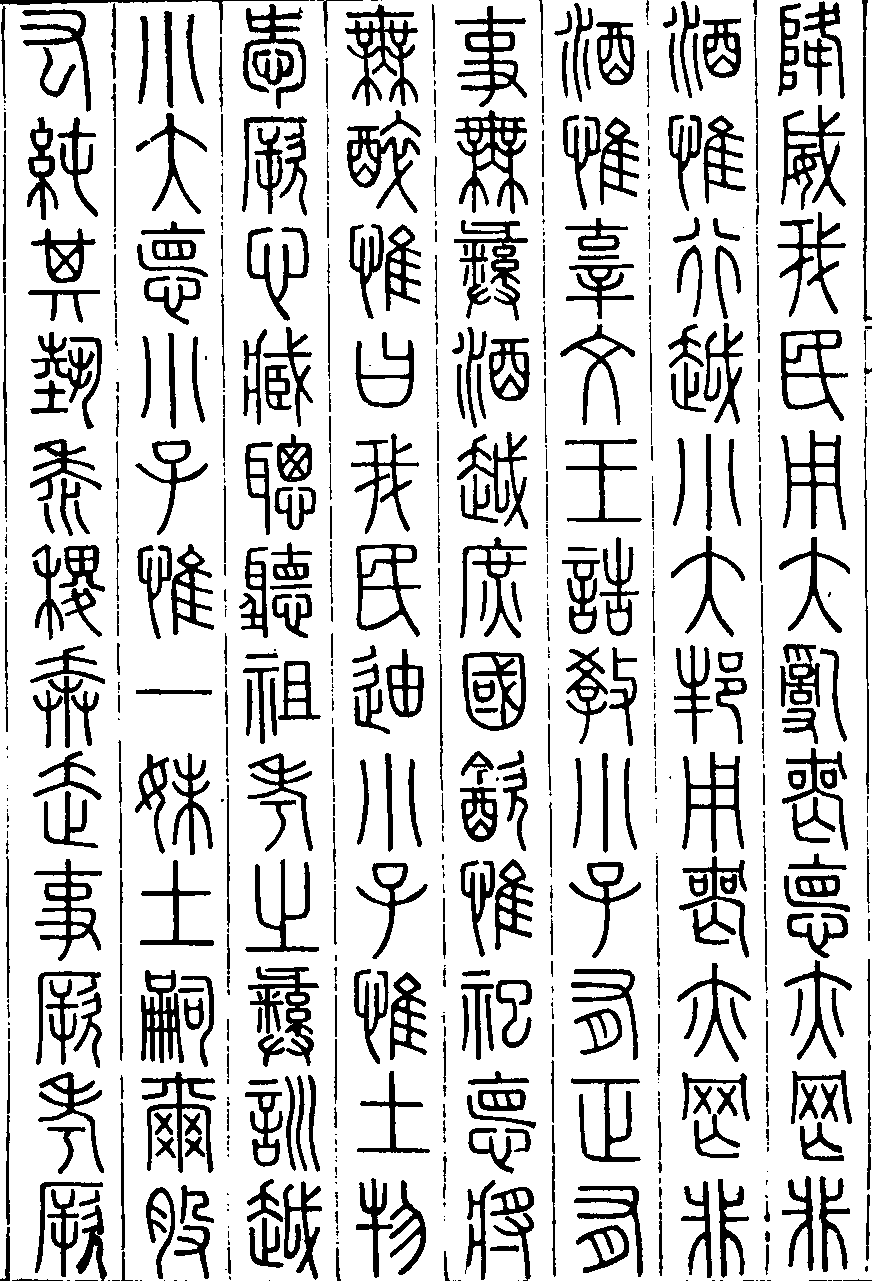 降威我民用大亂喪德亦罔非
酒惟行越小大邦用喪亦罔非
酒惟辜文王誥教小子有正有
事無彝酒越庶國飲惟祀德將
無醉惟曰我民迪小子惟土物
愛厥心臧聰聽祖考之彝訓越
小大德小子惟一妹土嗣爾股
厷純其藝黍稷奔走事厥考厥